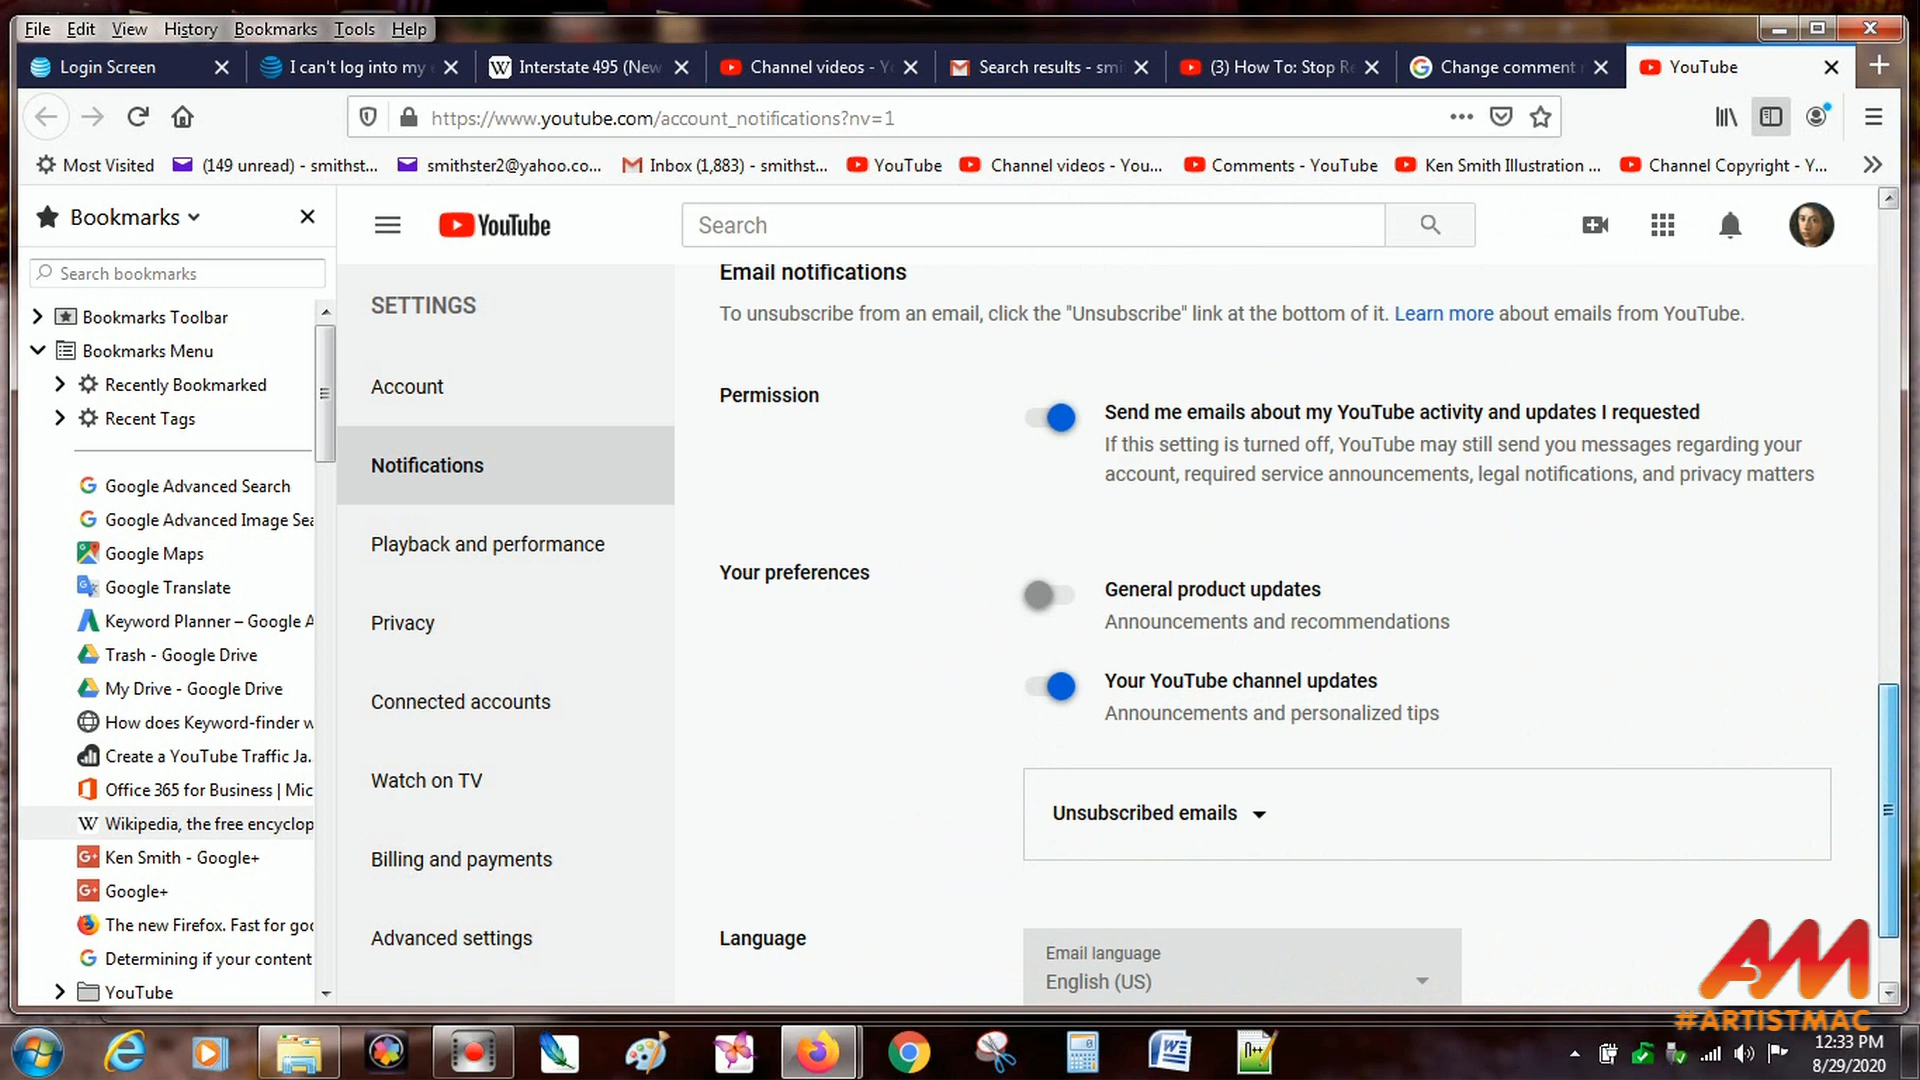 File Edit View History Bookmarks Tools Help
Login Screen
I can't log into my
W Interstate 495 (New
Channel videos - Y
Search results - smi
(3) How To: Stop Re
Change comment
YouTube
https://www.youtube.com/account_notifications?nv=1
Most Visited
(149 unread) - smithst...
smithster2@yahoo.co...
Inbox (1,883) - smithst...
YouTube
Channel videos - You...
Comments - YouTube
Ken Smith Illustration ...
Channel Copyright - Y...
Bookmarks
YouTube
Search
Search bookmarks
Bookmarks Toolbar
Bookmarks Menu
Recently Bookmarked
Recent Tags
Google Advanced Search
Google Advanced Image Sea
Google Maps
Google Translate
Keyword Planner – Google A
Trash - Google Drive
My Drive - Google Drive
How does Keyword-finder w
Create a YouTube Traffic Ja...
Office 365 for Business | Mic
W Wikipedia, the free encyclop
G+ Ken Smith - Google+
G+ Google+
The new Firefox. Fast for goo
Determining if your content
YouTube
SETTINGS
Account
Notifications
Playback and performance
Privacy
Connected accounts
Watch on TV
Billing and payments
Advanced settings
Email notifications
To unsubscribe from an email, click the "Unsubscribe" link at the bottom of it. Learn more about emails from YouTube.
Permission
Send me emails about my YouTube activity and updates I requested
If this setting is turned off, YouTube may still send you messages regarding your
account, required service announcements, legal notifications, and privacy matters
Your preferences
General product updates
Announcements and recommendations
Your YouTube channel updates
Announcements and personalized tips
Unsubscribed emails
Language
Email language
English (US)
AM
#ARTISTMAC
12:33 PM
8/29/2020